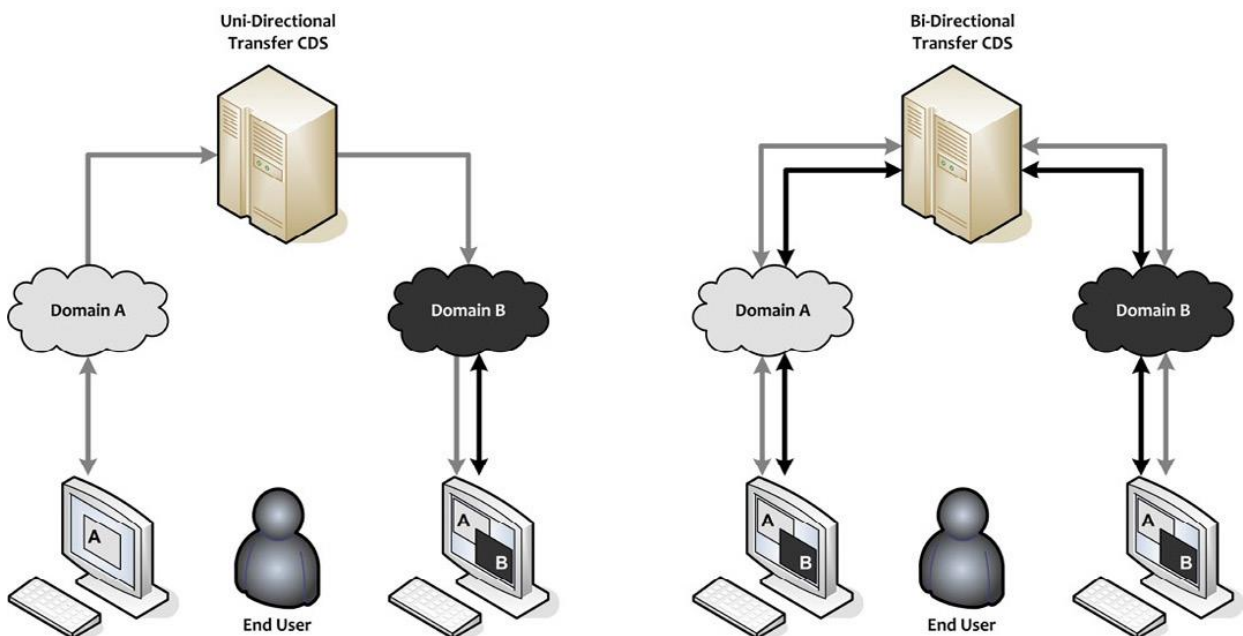 Uni-Directional
Transfer CDS
Domain A
Domain B
A
A
B
End User
Bi-Directional
Transfer CDS
Domain A
Domain B
A
B
A
B
End User